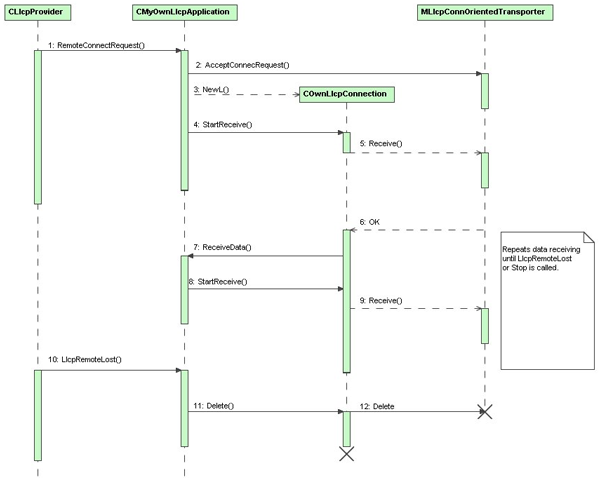 CLlcpProvider
CMyOwnLlcpApplication
MLlcpConnOrientedTransporter
1: RemoteConnectRequest()
2: AcceptConnecRequest()
3: NewL()
COwnLlcpConnection
4: StartReceive()
5: Receive()
6: OK
7: ReceiveData()
8: StartReceive()
9: Receive()
Repeats data receiving
until LlcpRemoteLost
or Stop is called.
10: LlcpRemoteLost()
11: Delete()
12: Delete